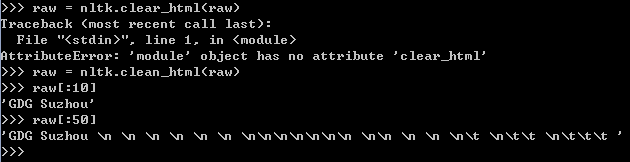 >>> raw = nltk.clear_html(raw)
Traceback (most recent call last):
  File "<stdin>", line 1, in <module>
AttributeError: 'module' object has no attribute 'clear_html'
>>> raw = nltk.clean_html(raw)
>>> raw[:10]
'GDG Suzhou'
>>> raw[:50]
'GDG Suzhou \n \n \n \n \n \n \n\n\n\n\n\n\n \n\n \n \n \n \n\t \n\t\t \n\t\t\t '
>>>